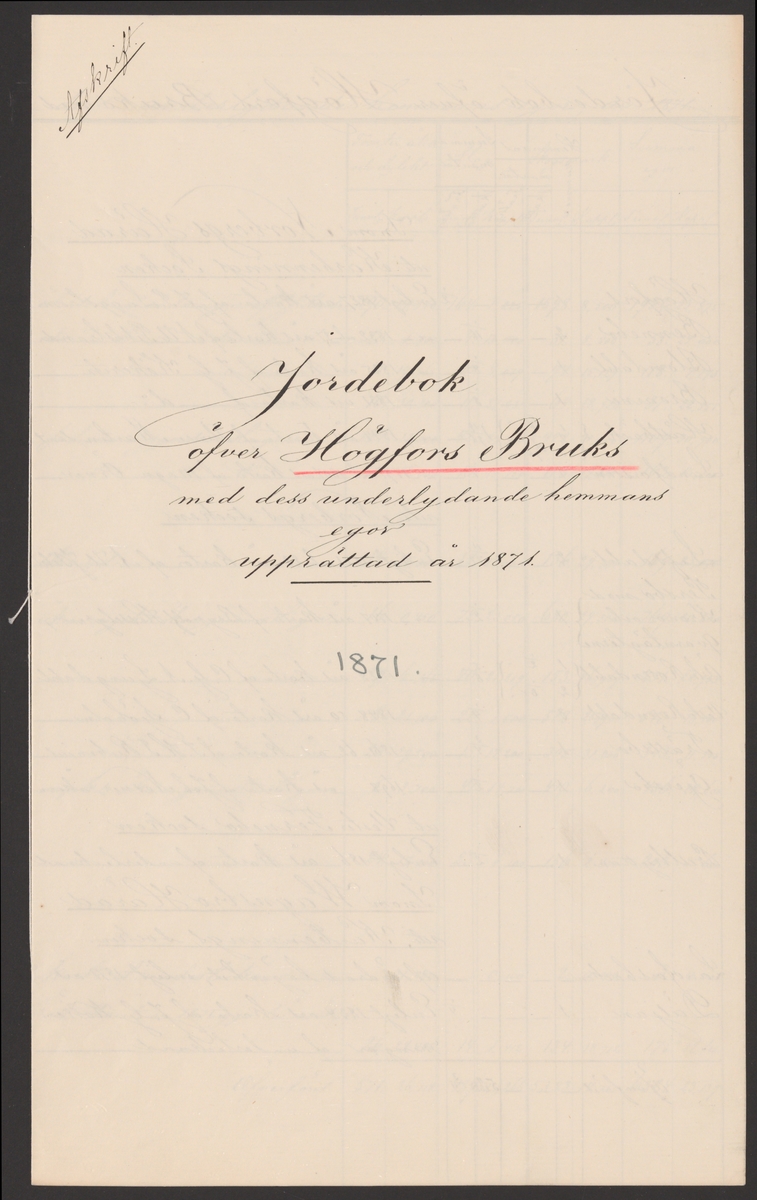 Afskrift.
Jordebok
öfver Högfors Bruks
med dess underlydande hemmans
egor
upprättad år 1871.
1871.